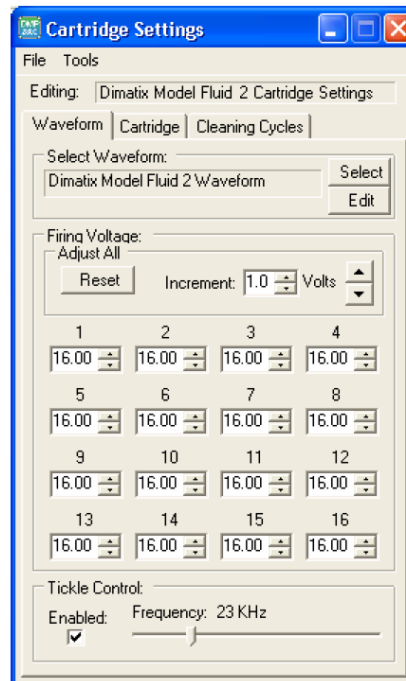 Cartridge Settings
File Tools
Editing: Dimatix Model Fluid 2 Cartridge Settings
Waveform Cartridge Cleaning Cycles
Select Waveform:
Dimatix Model Fluid 2 Waveform
Select
Edit
Firing Voltage:
Adjust All
Reset Increment: 1.0 Volts
1 2 3 4
16.00 16.00 16.00 16.00
5 6 7 8
16.00 16.00 16.00 16.00
9 10 11 12
16.00 16.00 16.00 16.00
13 14 15 16
16.00 16.00 16.00 16.00
Tickle Control:
Enabled: Frequency: 23 KHz